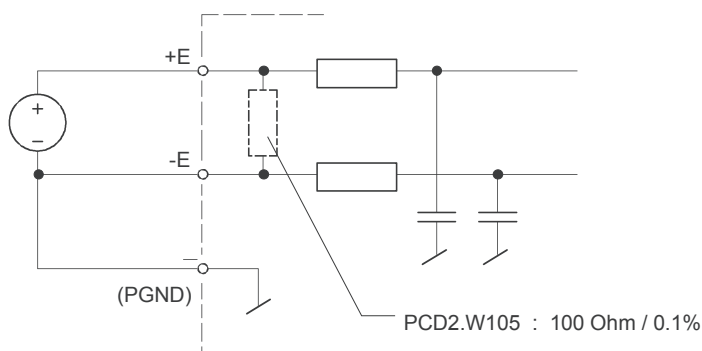 +E
+
−
-E
−
(PGND)
PCD2.W105 : 100 Ohm / 0.1%